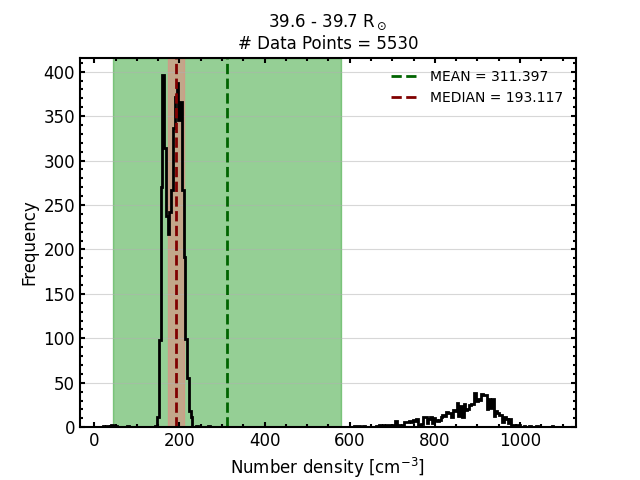 39.6 - 39.7 R⊙
# Data Points = 5530
MEAN = 311.397
MEDIAN = 193.117
Frequency
400
350
300
250
200
150
100
50
0
0 200 400 600 800 1000
Number density [cm⁻³]